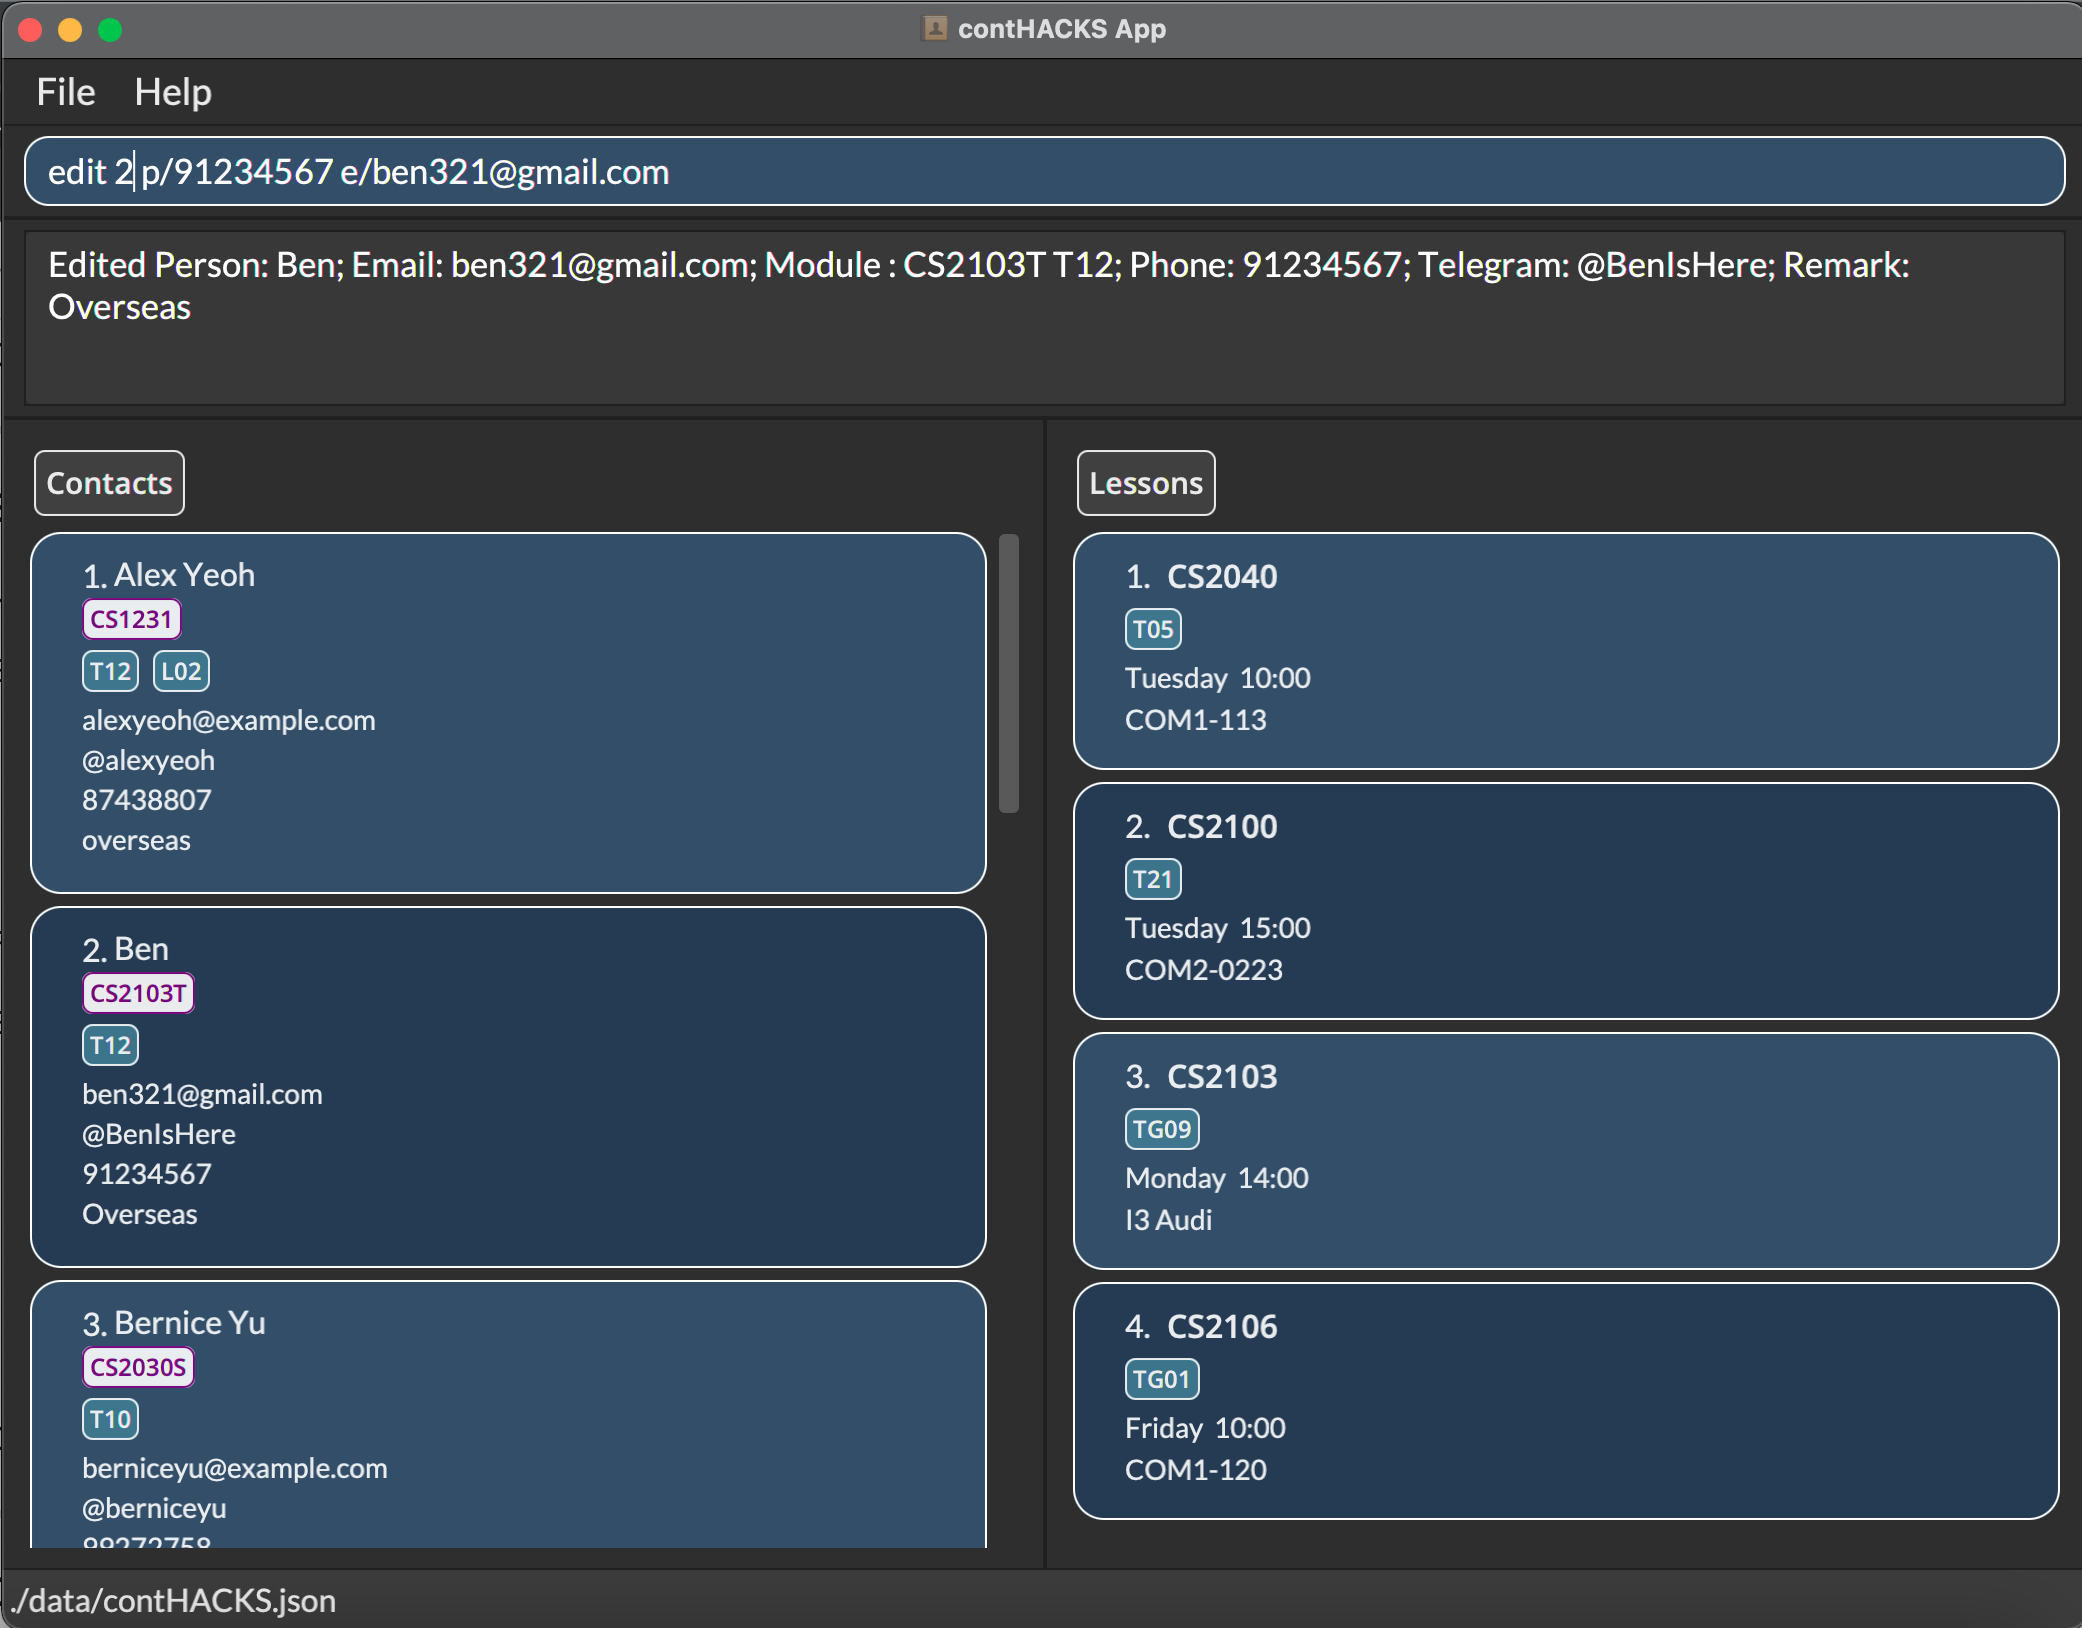 contHACKS App
File Help
edit 2 p/91234567 e/ben321@gmail.com
Edited Person: Ben; Email: ben321@gmail.com; Module : CS2103T T12; Phone: 91234567; Telegram: @BenIsHere; Remark:
Overseas
Contacts
1. Alex Yeoh
CS1231
T12 L02
alexyeoh@example.com
@alexyeoh
87438807
overseas
2. Ben
CS2103T
T12
ben321@gmail.com
@BenIsHere
91234567
Overseas
3. Bernice Yu
CS2030S
T10
berniceyu@example.com
@berniceyu
99272758
Lessons
1. CS2040
T05
Tuesday 10:00
COM1-113
2. CS2100
T21
Tuesday 15:00
COM2-0223
3. CS2103
TG09
Monday 14:00
I3 Audi
4. CS2106
TG01
Friday 10:00
COM1-120
./data/contHACKS.json